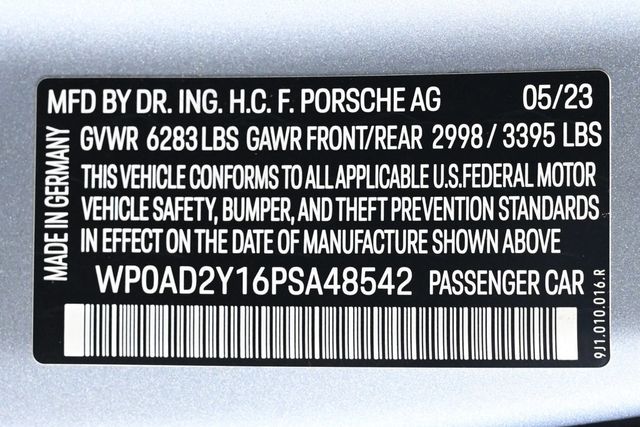 MFD BY DR. ING. H.C. F. PORSCHE AG 05/23
GVWR 6283 LBS GAWR FRONT/REAR 2998 / 3395 LBS
THIS VEHICLE CONFORMS TO ALL APPLICABLE U.S.FEDERAL MOTOR
VEHICLE SAFETY, BUMPER, AND THEFT PREVENTION STANDARDS
IN EFFECT ON THE DATE OF MANUFACTURE SHOWN ABOVE
WP0AD2Y16PSA48542 PASSENGER CAR
MADE IN GERMANY
9J1.010.016.R